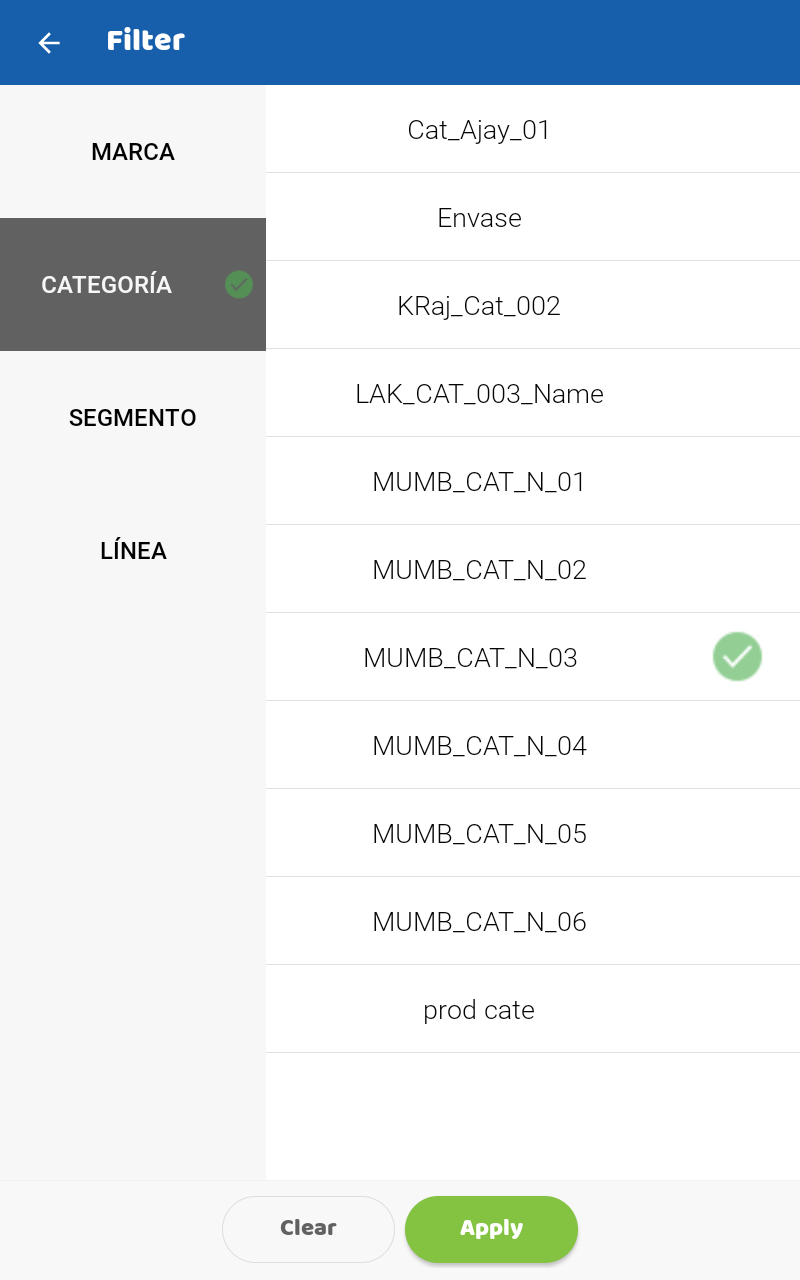 Filter
MARCA
CATEGORÍA
SEGMENTO
LÍNEA
Cat_Ajay_01
Envase
KRaj_Cat_002
LAK_CAT_003_Name
MUMB_CAT_N_01
MUMB_CAT_N_02
MUMB_CAT_N_03
MUMB_CAT_N_04
MUMB_CAT_N_05
MUMB_CAT_N_06
prod cate
Clear
Apply